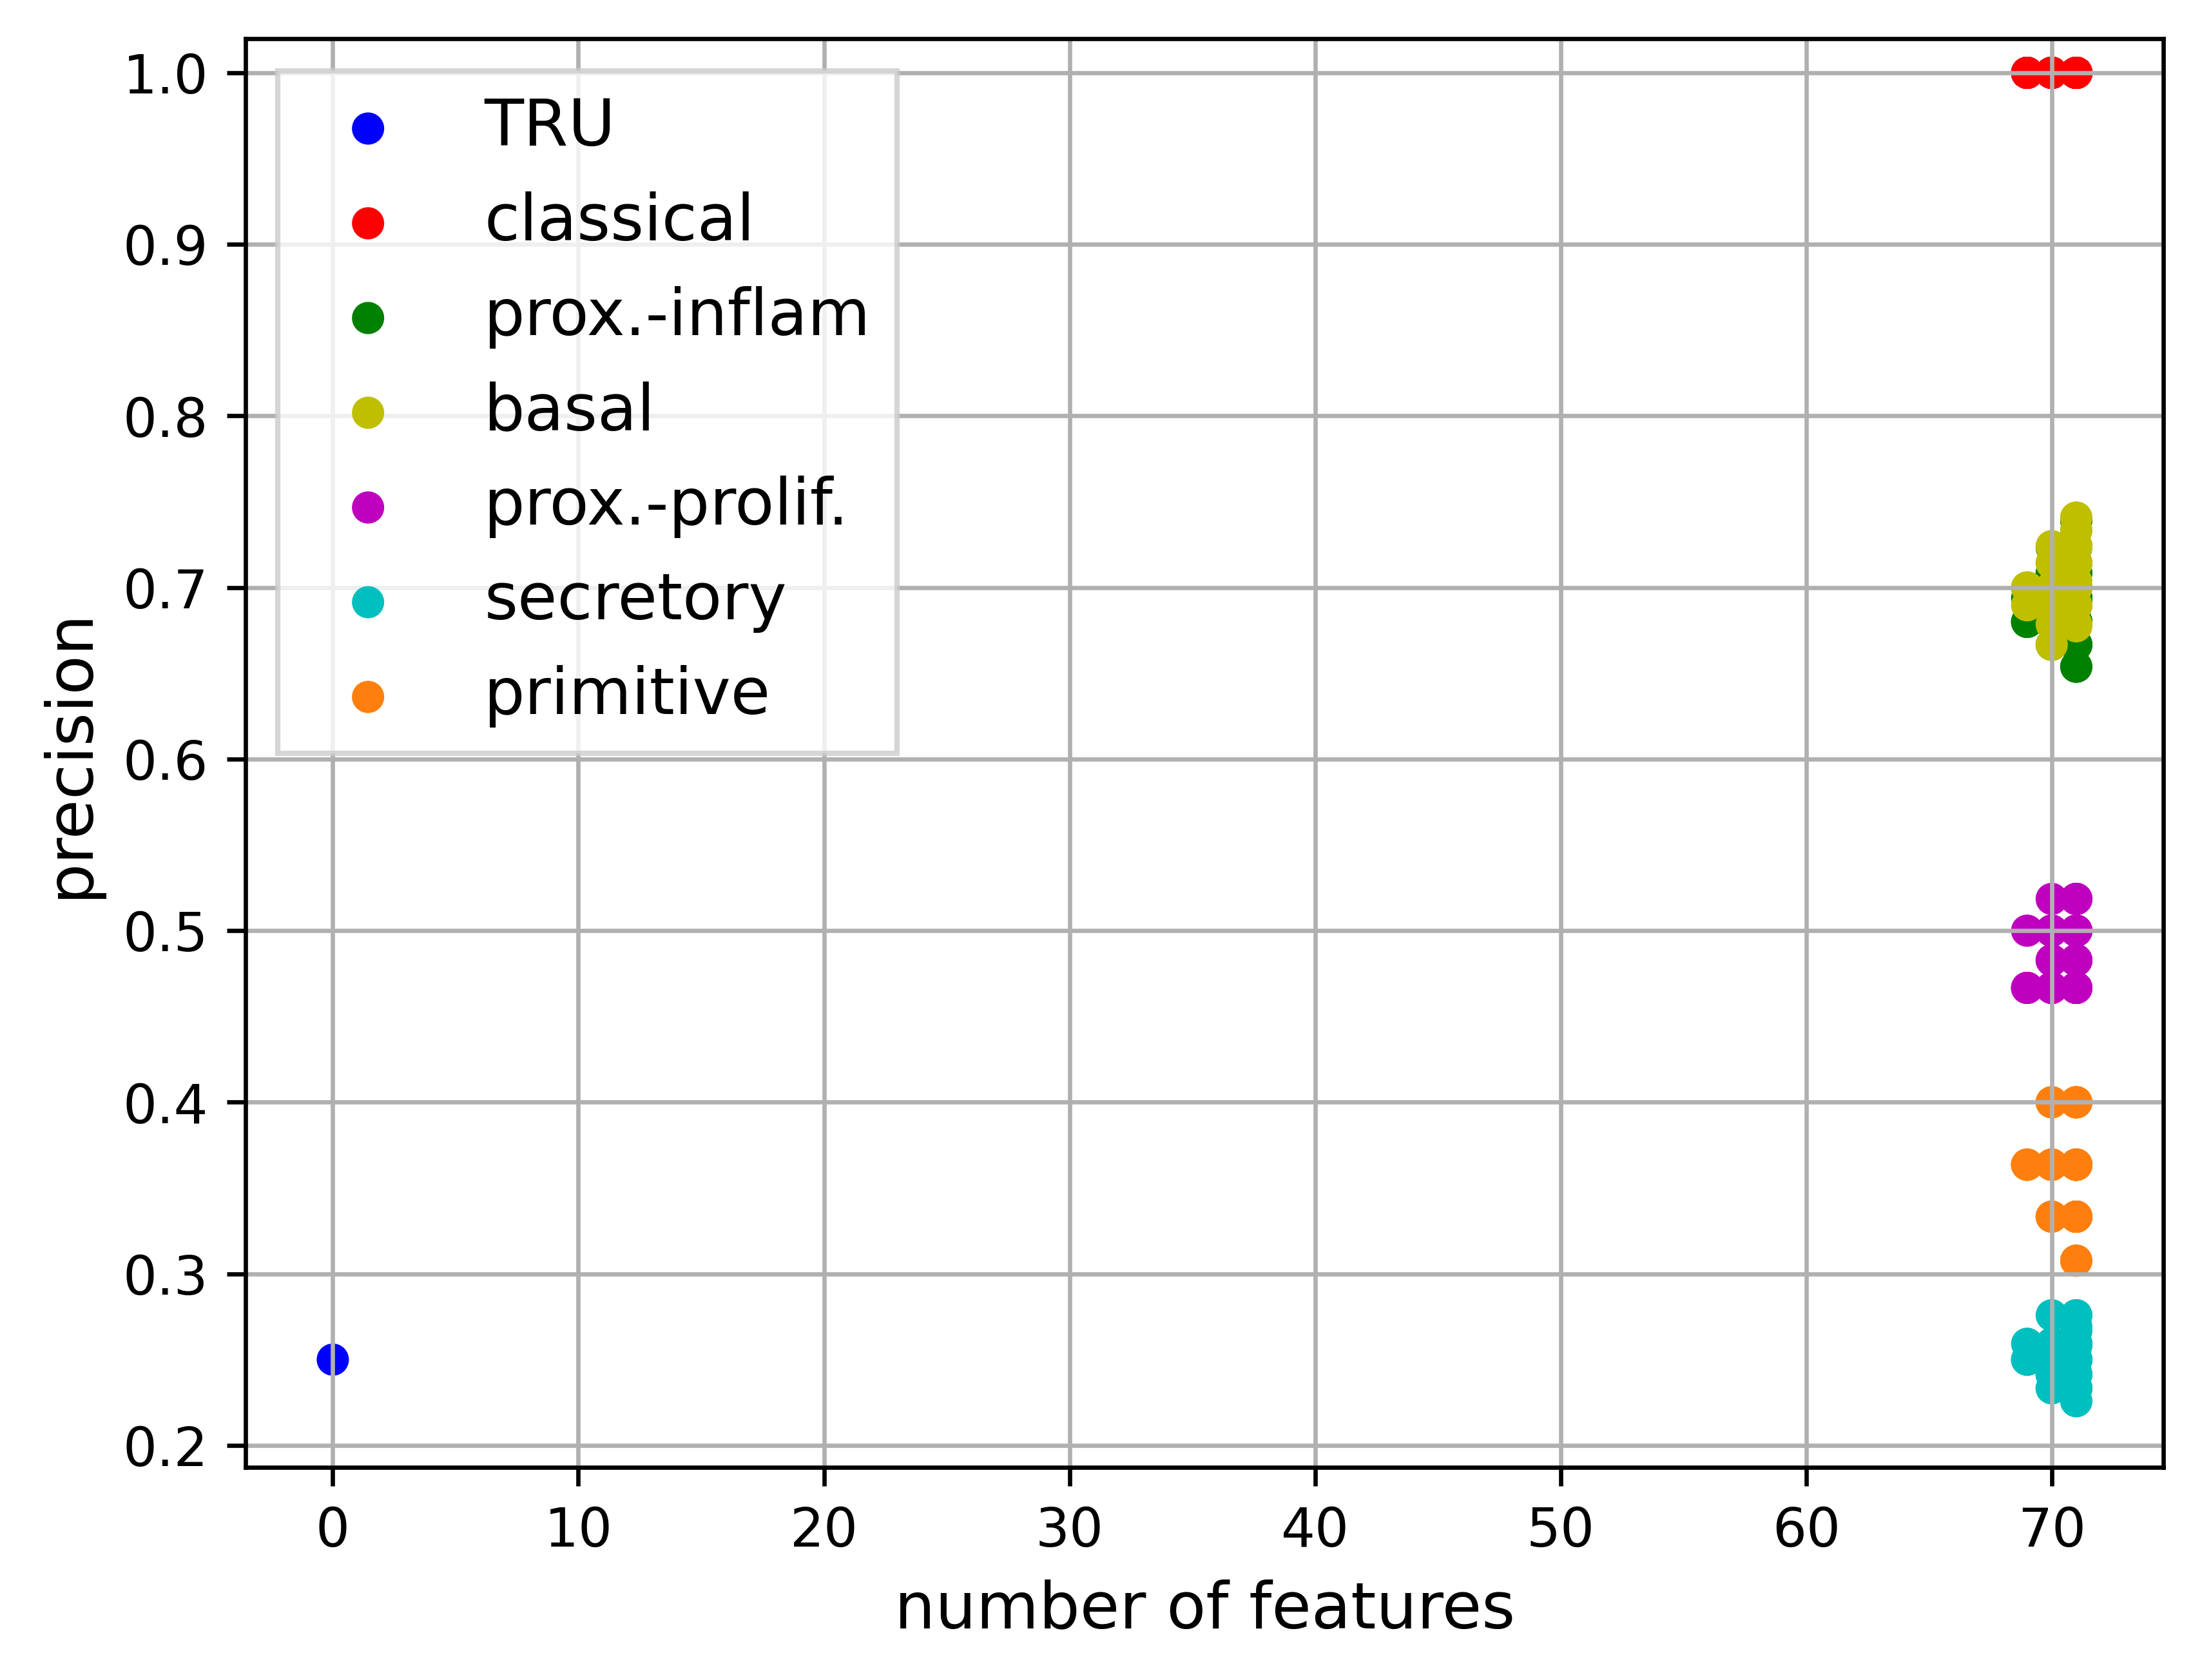 1.0
0.9
0.8
0.7
0.6
0.5
0.4
0.3
0.2
precision
TRU
classical
prox.-inflam
basal
prox.-prolif.
secretory
primitive
0 10 20 30 40 50 60 70
number of features